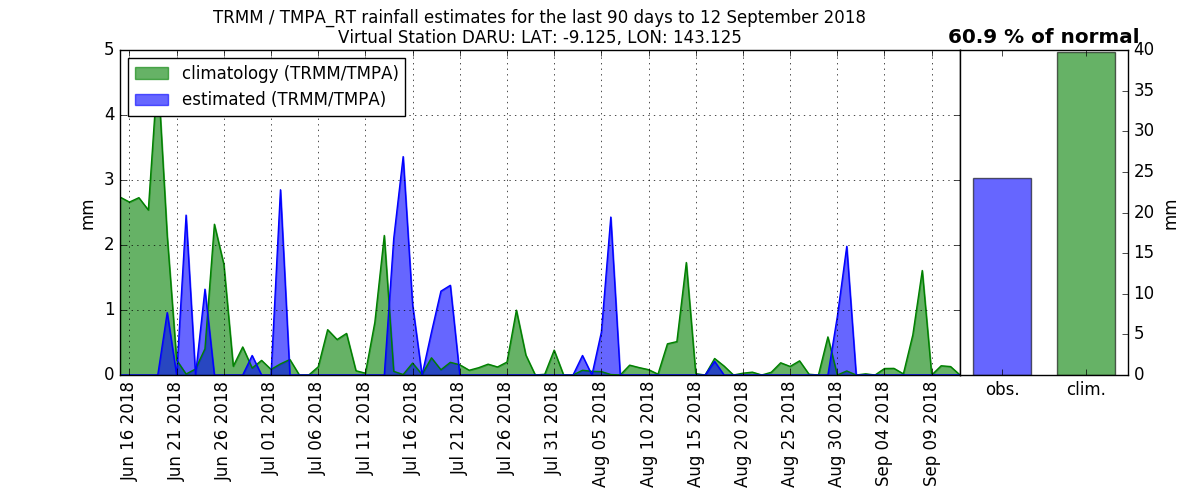 TRMM / TMPA_RT rainfall estimates for the last 90 days to 12 September 2018
Virtual Station DARU: LAT: -9.125, LON: 143.125
60.9 % of normal
climatology (TRMM/TMPA)
estimated (TRMM/TMPA)
5
4
3
2
1
0
mm
Jun 16 2018
Jun 21 2018
Jun 26 2018
Jul 01 2018
Jul 06 2018
Jul 11 2018
Jul 16 2018
Jul 21 2018
Jul 26 2018
Jul 31 2018
Aug 05 2018
Aug 10 2018
Aug 15 2018
Aug 20 2018
Aug 25 2018
Aug 30 2018
Sep 04 2018
Sep 09 2018
obs.
clim.
40
35
30
25
20
15
10
5
0
mm